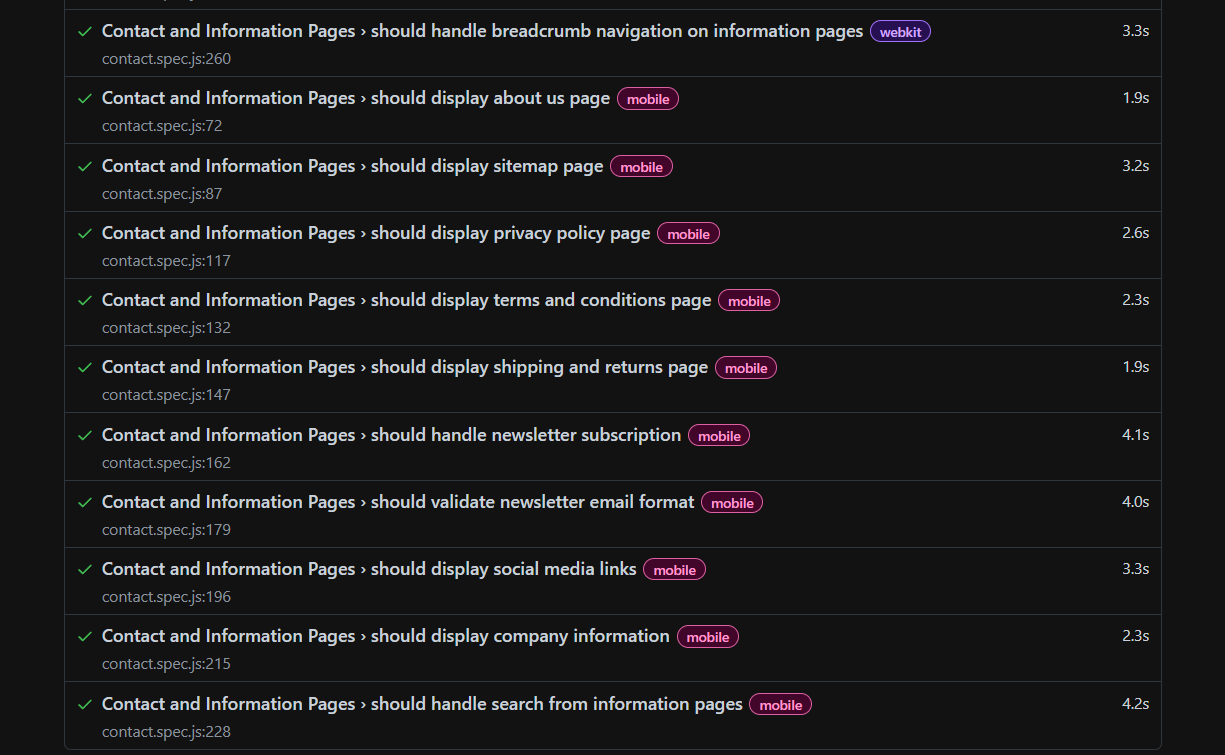 Contact and Information Pages › should handle breadcrumb navigation on information pages webkit 3.3s
contact.spec.js:260
Contact and Information Pages › should display about us page mobile 1.9s
contact.spec.js:72
Contact and Information Pages › should display sitemap page mobile 3.2s
contact.spec.js:87
Contact and Information Pages › should display privacy policy page mobile 2.6s
contact.spec.js:117
Contact and Information Pages › should display terms and conditions page mobile 2.3s
contact.spec.js:132
Contact and Information Pages › should display shipping and returns page mobile 1.9s
contact.spec.js:147
Contact and Information Pages › should handle newsletter subscription mobile 4.1s
contact.spec.js:162
Contact and Information Pages › should validate newsletter email format mobile 4.0s
contact.spec.js:179
Contact and Information Pages › should display social media links mobile 3.3s
contact.spec.js:196
Contact and Information Pages › should display company information mobile 2.3s
contact.spec.js:215
Contact and Information Pages › should handle search from information pages mobile 4.2s
contact.spec.js:228